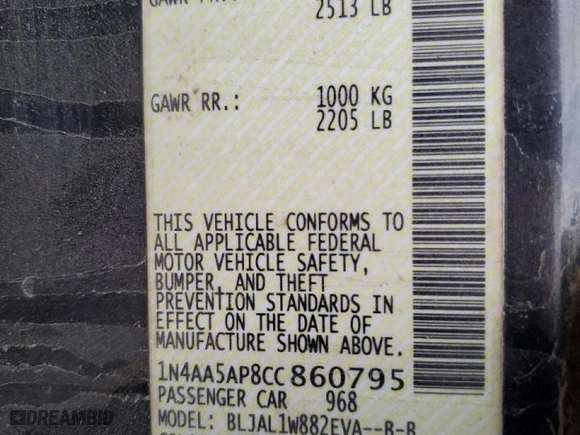 2513 LB
GAWR RR.: 1000 KG
2205 LB
THIS VEHICLE CONFORMS TO
ALL APPLICABLE FEDERAL
MOTOR VEHICLE SAFETY,
BUMPER, AND THEFT
PREVENTION STANDARDS IN
EFFECT ON THE DATE OF
MANUFACTURE SHOWN ABOVE.
1N4AA5AP8CC860795
PASSENGER CAR 968
MODEL: BLJAL1W882EVA--B-B
DREAMBID